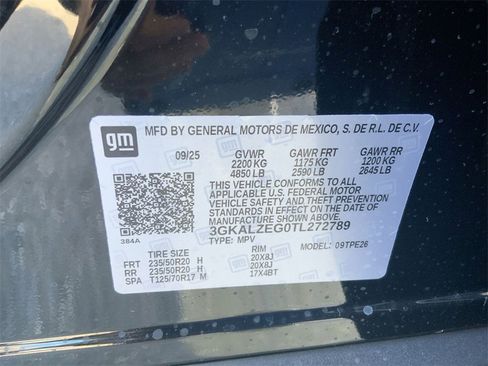 gm
MFD BY GENERAL MOTORS DE MEXICO, S. DE R.L. DE C.V.
09/25 GVWR GAWR FRT GAWR RR
2200 KG 1175 KG 1200 KG
4850 LB 2590 LB 2645 LB
THIS VEHICLE CONFORMS TO ALL
APPLICABLE U.S. FEDERAL MOTOR
VEHICLE SAFETY AND THEFT
PREVENTION STANDARDS IN EFFECT
ON THE DATE OF MANUFACTURE
SHOWN ABOVE.
3GKALZEG0TL272789
384A TYPE: MPV MODEL: 09TPE26
TIRE SIZE RIM
FRT 235/50R20 H 20X8J
RR 235/50R20 H 20X8J
SPA T125/70R17 M 17X4BT